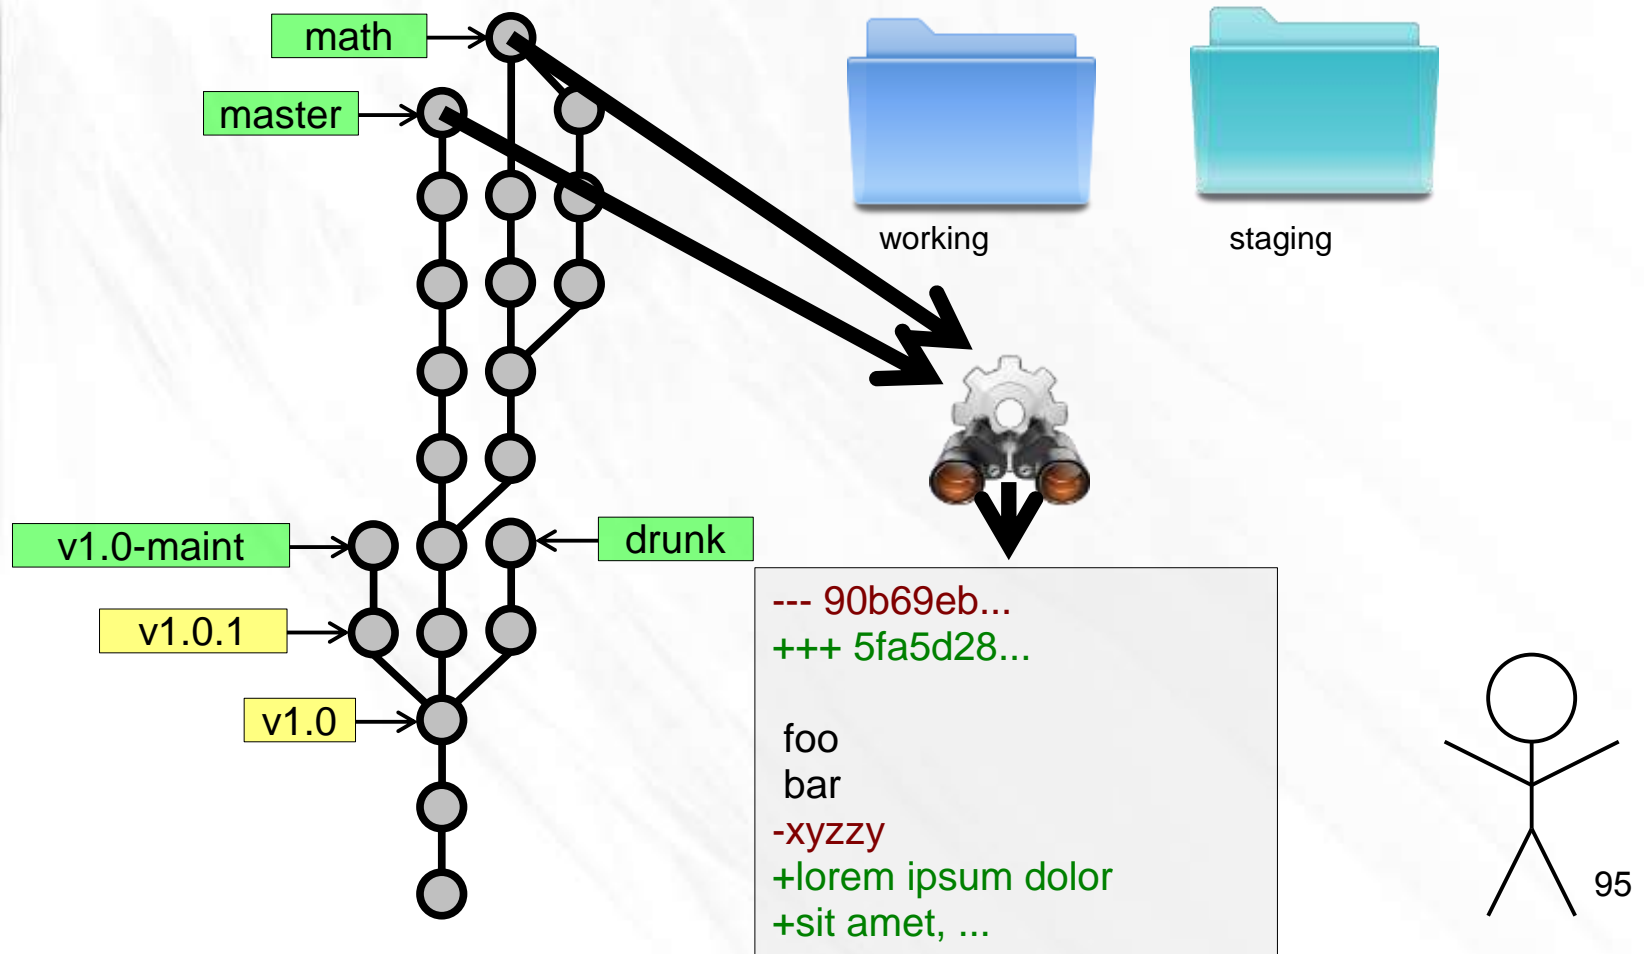 math
master
working
staging
v1.0-maint
drunk
v1.0.1
v1.0
--- 90b69eb...
+++ 5fa5d28...
foo
bar
-xyzzy
+lorem ipsum dolor
+sit amet, ...
95